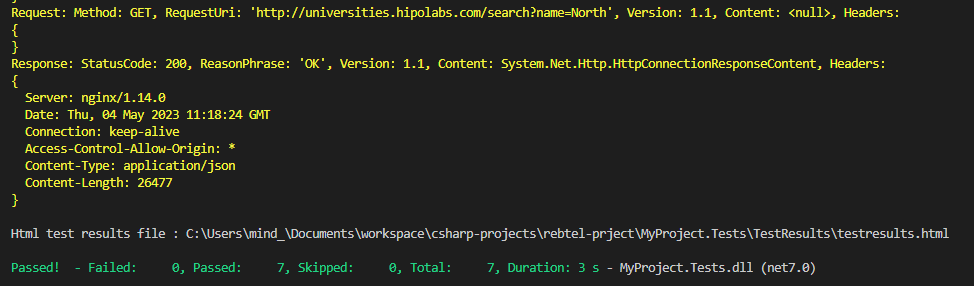 Request: Method: GET, RequestUri: 'http://universities.hipolabs.com/search?name=North', Version: 1.1, Content: <null>, Headers:
{
}
Response: StatusCode: 200, ReasonPhrase: 'OK', Version: 1.1, Content: System.Net.Http.HttpConnectionResponseContent, Headers:
{
  Server: nginx/1.14.0
  Date: Thu, 04 May 2023 11:18:24 GMT
  Connection: keep-alive
  Access-Control-Allow-Origin: *
  Content-Type: application/json
  Content-Length: 26477
}
Html test results file : C:\Users\mind_\Documents\workspace\csharp-projects\rebtel-prject\MyProject.Tests\TestResults\testresults.html
Passed!  - Failed:     0, Passed:     7, Skipped:     0, Total:     7, Duration: 3 s - MyProject.Tests.dll (net7.0)